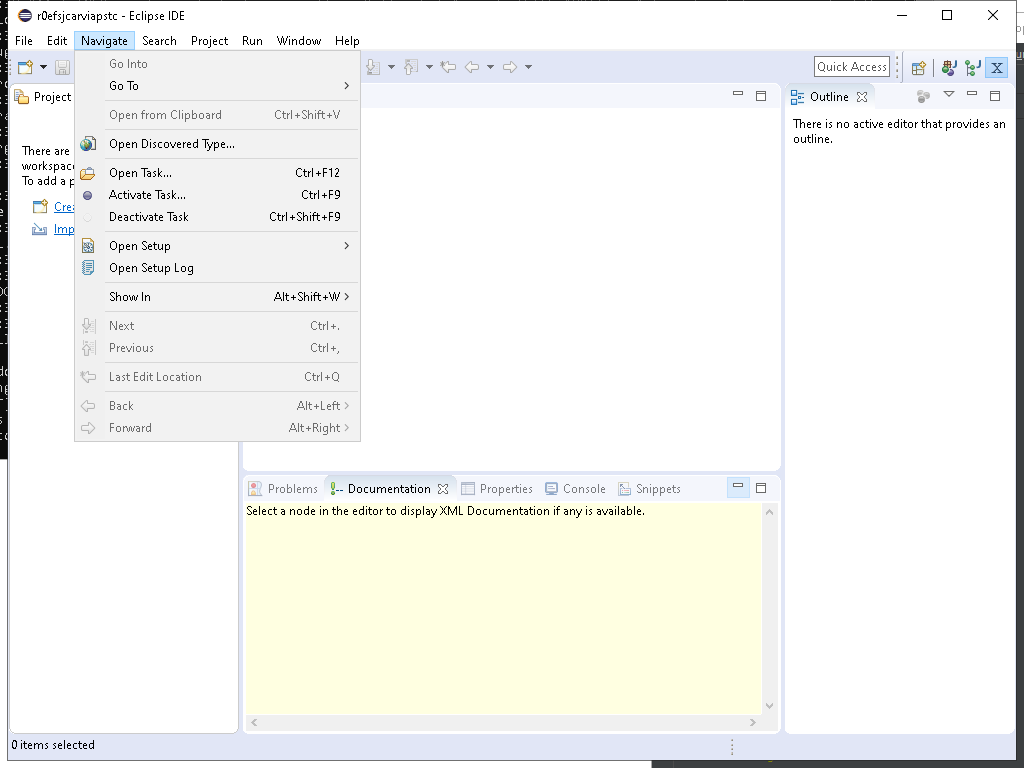 r0efsjcarviapstc - Eclipse IDE
File Edit Navigate Search Project Run Window Help
Quick Access
Go Into
Go To
Open from Clipboard Ctrl+Shift+V
Open Discovered Type...
Open Task... Ctrl+F12
Activate Task... Ctrl+F9
Deactivate Task Ctrl+Shift+F9
Open Setup
Open Setup Log
Show In Alt+Shift+W
Next Ctrl+.
Previous Ctrl+,
Last Edit Location Ctrl+Q
Back Alt+Left
Forward Alt+Right
Project
There are
workspac
To add a p
Crea
Imp
Outline
There is no active editor that provides an
outline.
Problems Documentation Properties Console Snippets
Select a node in the editor to display XML Documentation if any is available.
0 items selected